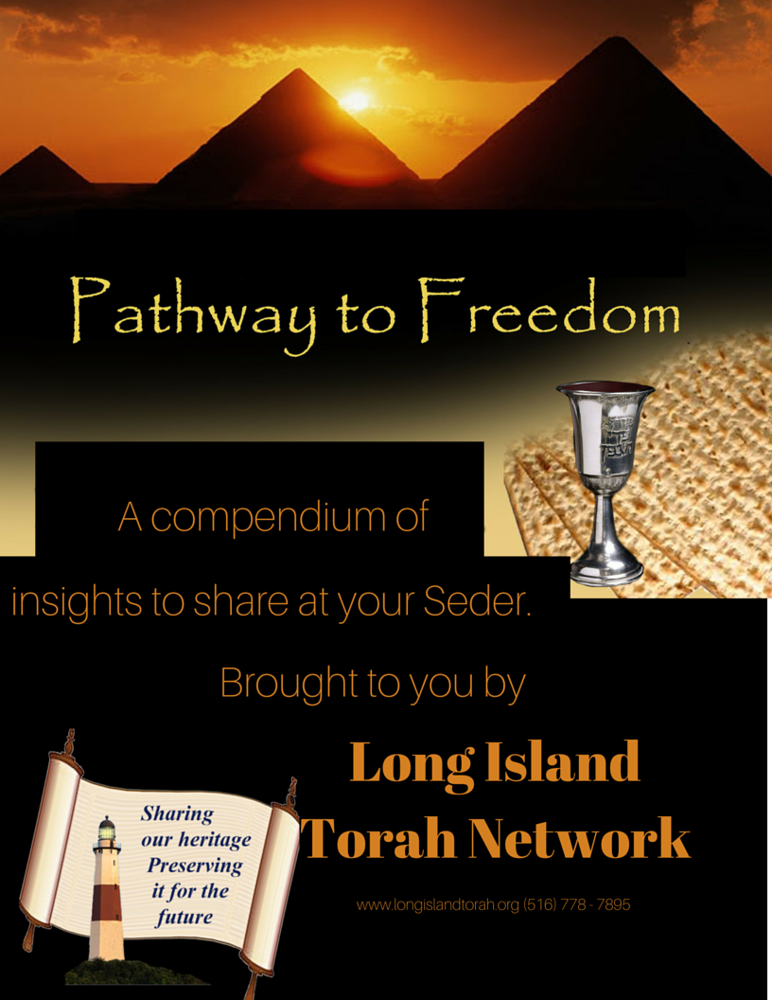 Pathway to Freedom
A compendium of
insights to share at your Seder.
Brought to you by
Long Island
Torah Network
www.longislandtorah.org (516) 778 - 7895
Sharing
our heritage
Preserving
it for the
future